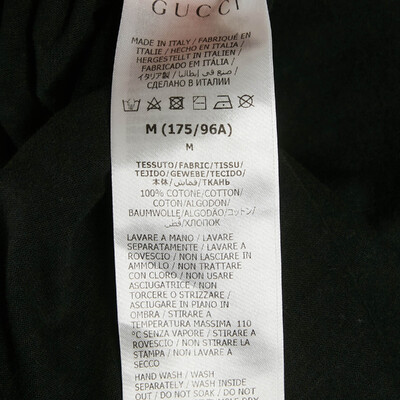 GUCCI
MADE IN ITALY / FABRIQUÉ EN
ITALIE / HECHO EN ITALIA /
HERGESTELLT IN ITALIEN /
FABRICADO EM ITÁLIA /
イタリア製 / صنع في إيطاليا /
СДЕЛАНО В ИТАЛИИ
M (175/96A)
M
TESSUTO/FABRIC/TISSU/
TEJIDO/GEWEBE/TECIDO/
本体/قماش/ТКАНЬ
100% COTONE/COTTON/
COTON/ALGODON/
BAUMWOLLE/ALGODÃO/コットン/
قطن/ХЛОПОК
LAVARE A MANO / LAVARE
SEPARATAMENTE / LAVARE A
ROVESCIO / NON LASCIARE IN
AMMOLLO / NON TRATTARE
CON CLORO / NON USARE
ASCIUGATRICE / NON
TORCERE O STRIZZARE /
ASCIUGARE IN PIANO IN
OMBRA / STIRARE A
TEMPERATURA MASSIMA 110
°C SENZA VAPORE / STIRARE A
ROVESCIO / NON STIRARE LA
STAMPA / NON LAVARE A
SECCO
HAND WASH / WASH
SEPARATELY / WASH INSIDE
OUT / DO NOT SOAK / DO NOT